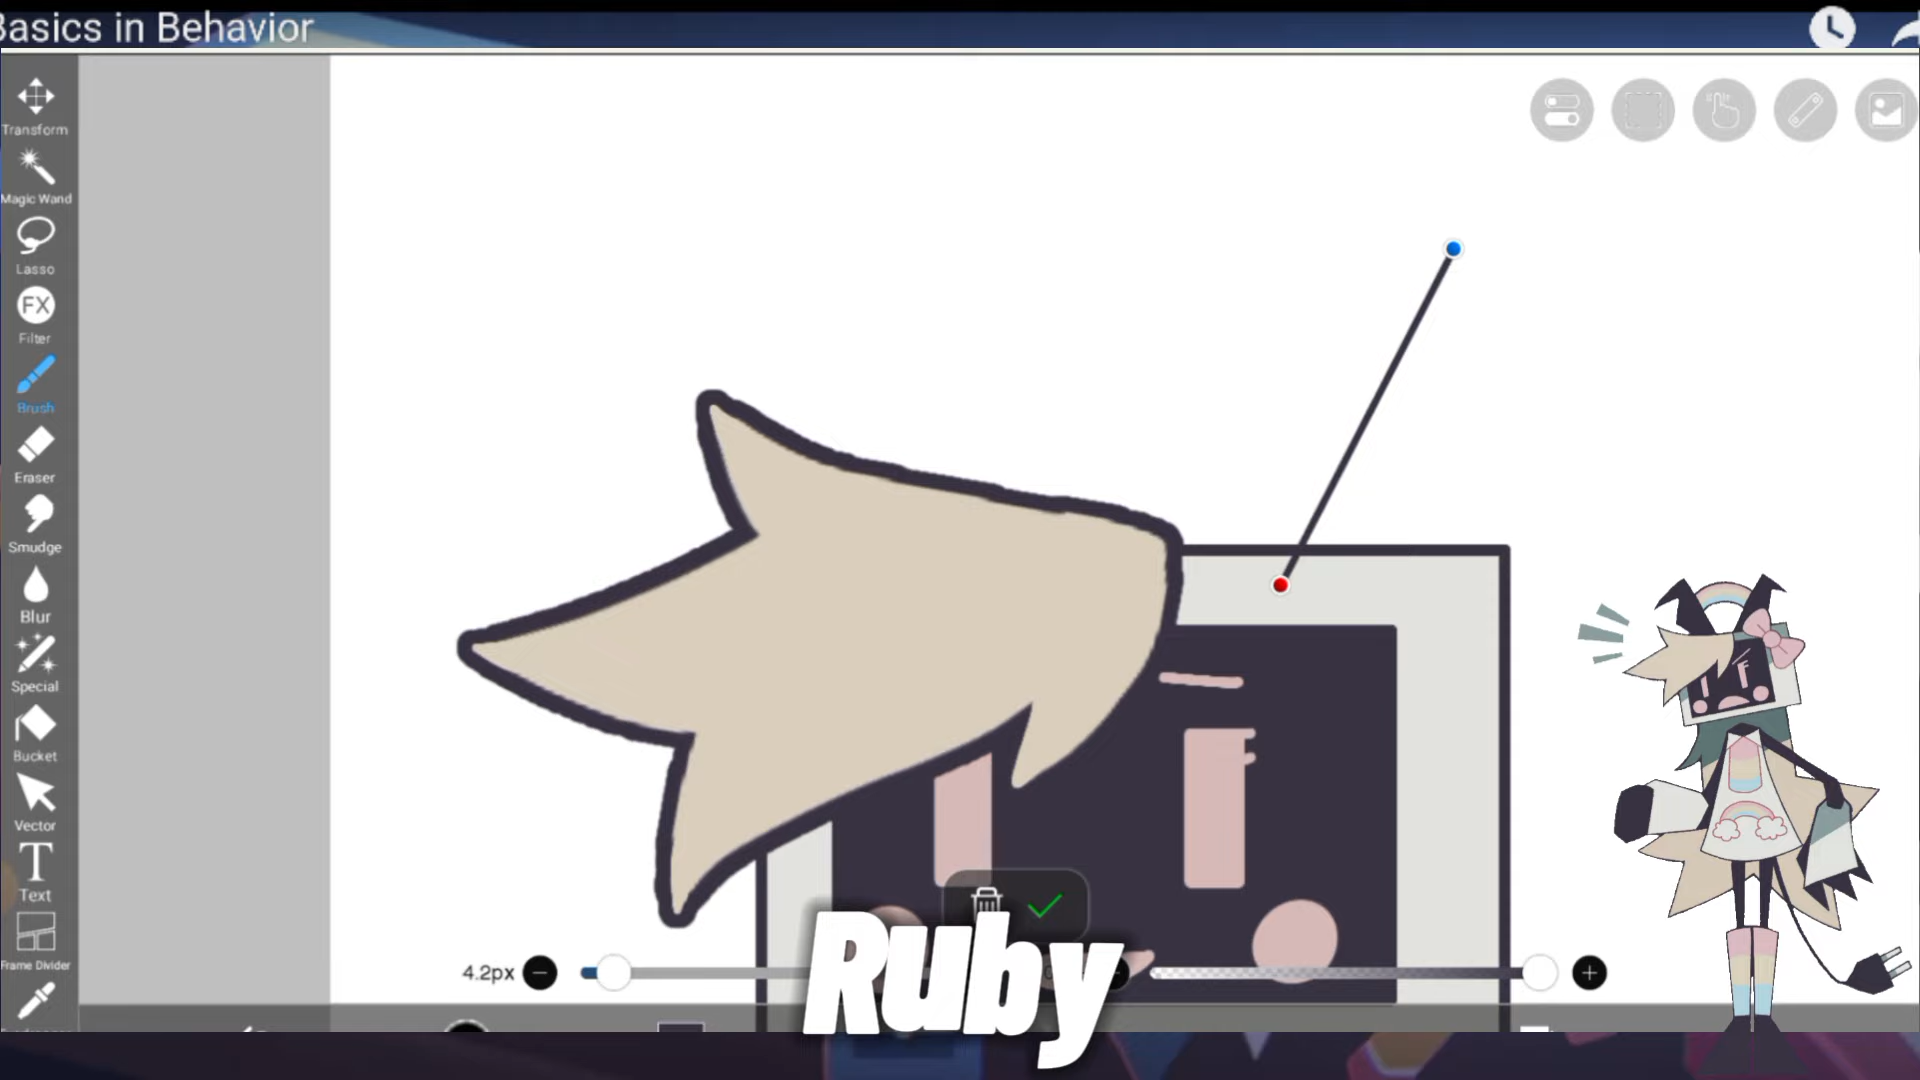 Basics in Behavior
Transform
Magic Wand
Lasso
FX
Filter
Brush
Eraser
Smudge
Blur
Special
Bucket
Vector
T
Text
Frame Divider
4.2px
Ruby